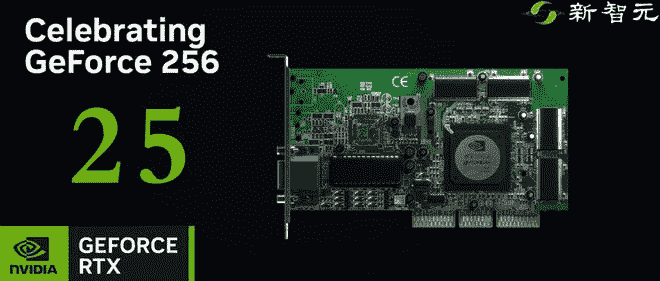 Celebrating
GeForce 256
新智元
25
CE
NVIDIA
GEFORCE
RTX